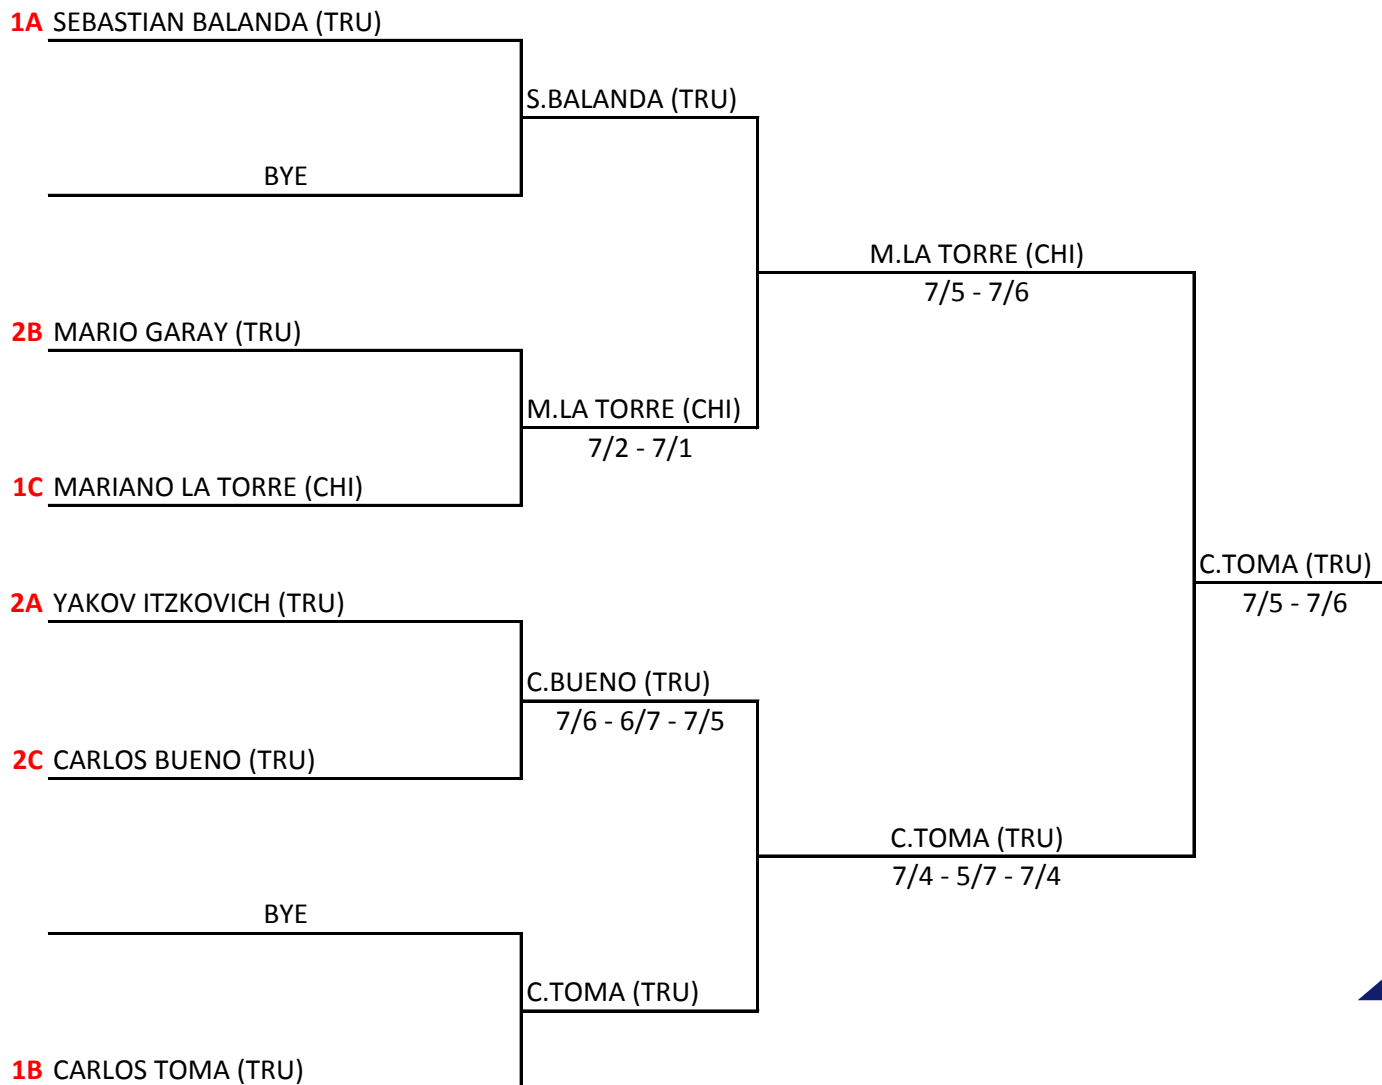 1A SEBASTIAN BALANDA (TRU)
S.BALANDA (TRU)
BYE
M.LA TORRE (CHI)
7/5 - 7/6
2B MARIO GARAY (TRU)
M.LA TORRE (CHI)
7/2 - 7/1
1C MARIANO LA TORRE (CHI)
C.TOMA (TRU)
7/5 - 7/6
2A YAKOV ITZKOVICH (TRU)
C.BUENO (TRU)
7/6 - 6/7 - 7/5
2C CARLOS BUENO (TRU)
C.TOMA (TRU)
7/4 - 5/7 - 7/4
BYE
C.TOMA (TRU)
1B CARLOS TOMA (TRU)